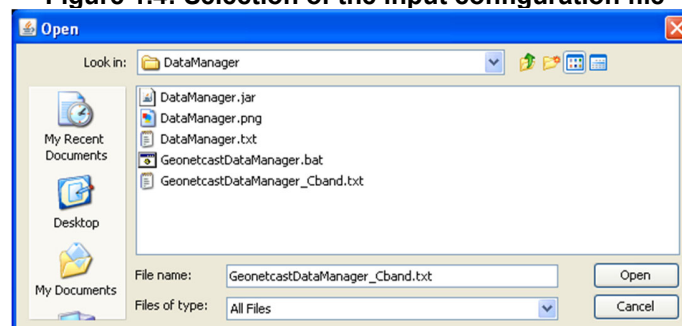 Figure 1.4: Selection of the input configuration file
Open
Look in:
DataManager
My Recent
Documents
Desktop
My Documents
DataManager.jar
DataManager.png
DataManager.txt
GeonetcastDataManager.bat
GeonetcastDataManager_Cband.txt
File name:
GeonetcastDataManager_Cband.txt
Open
Files of type:
All Files
Cancel